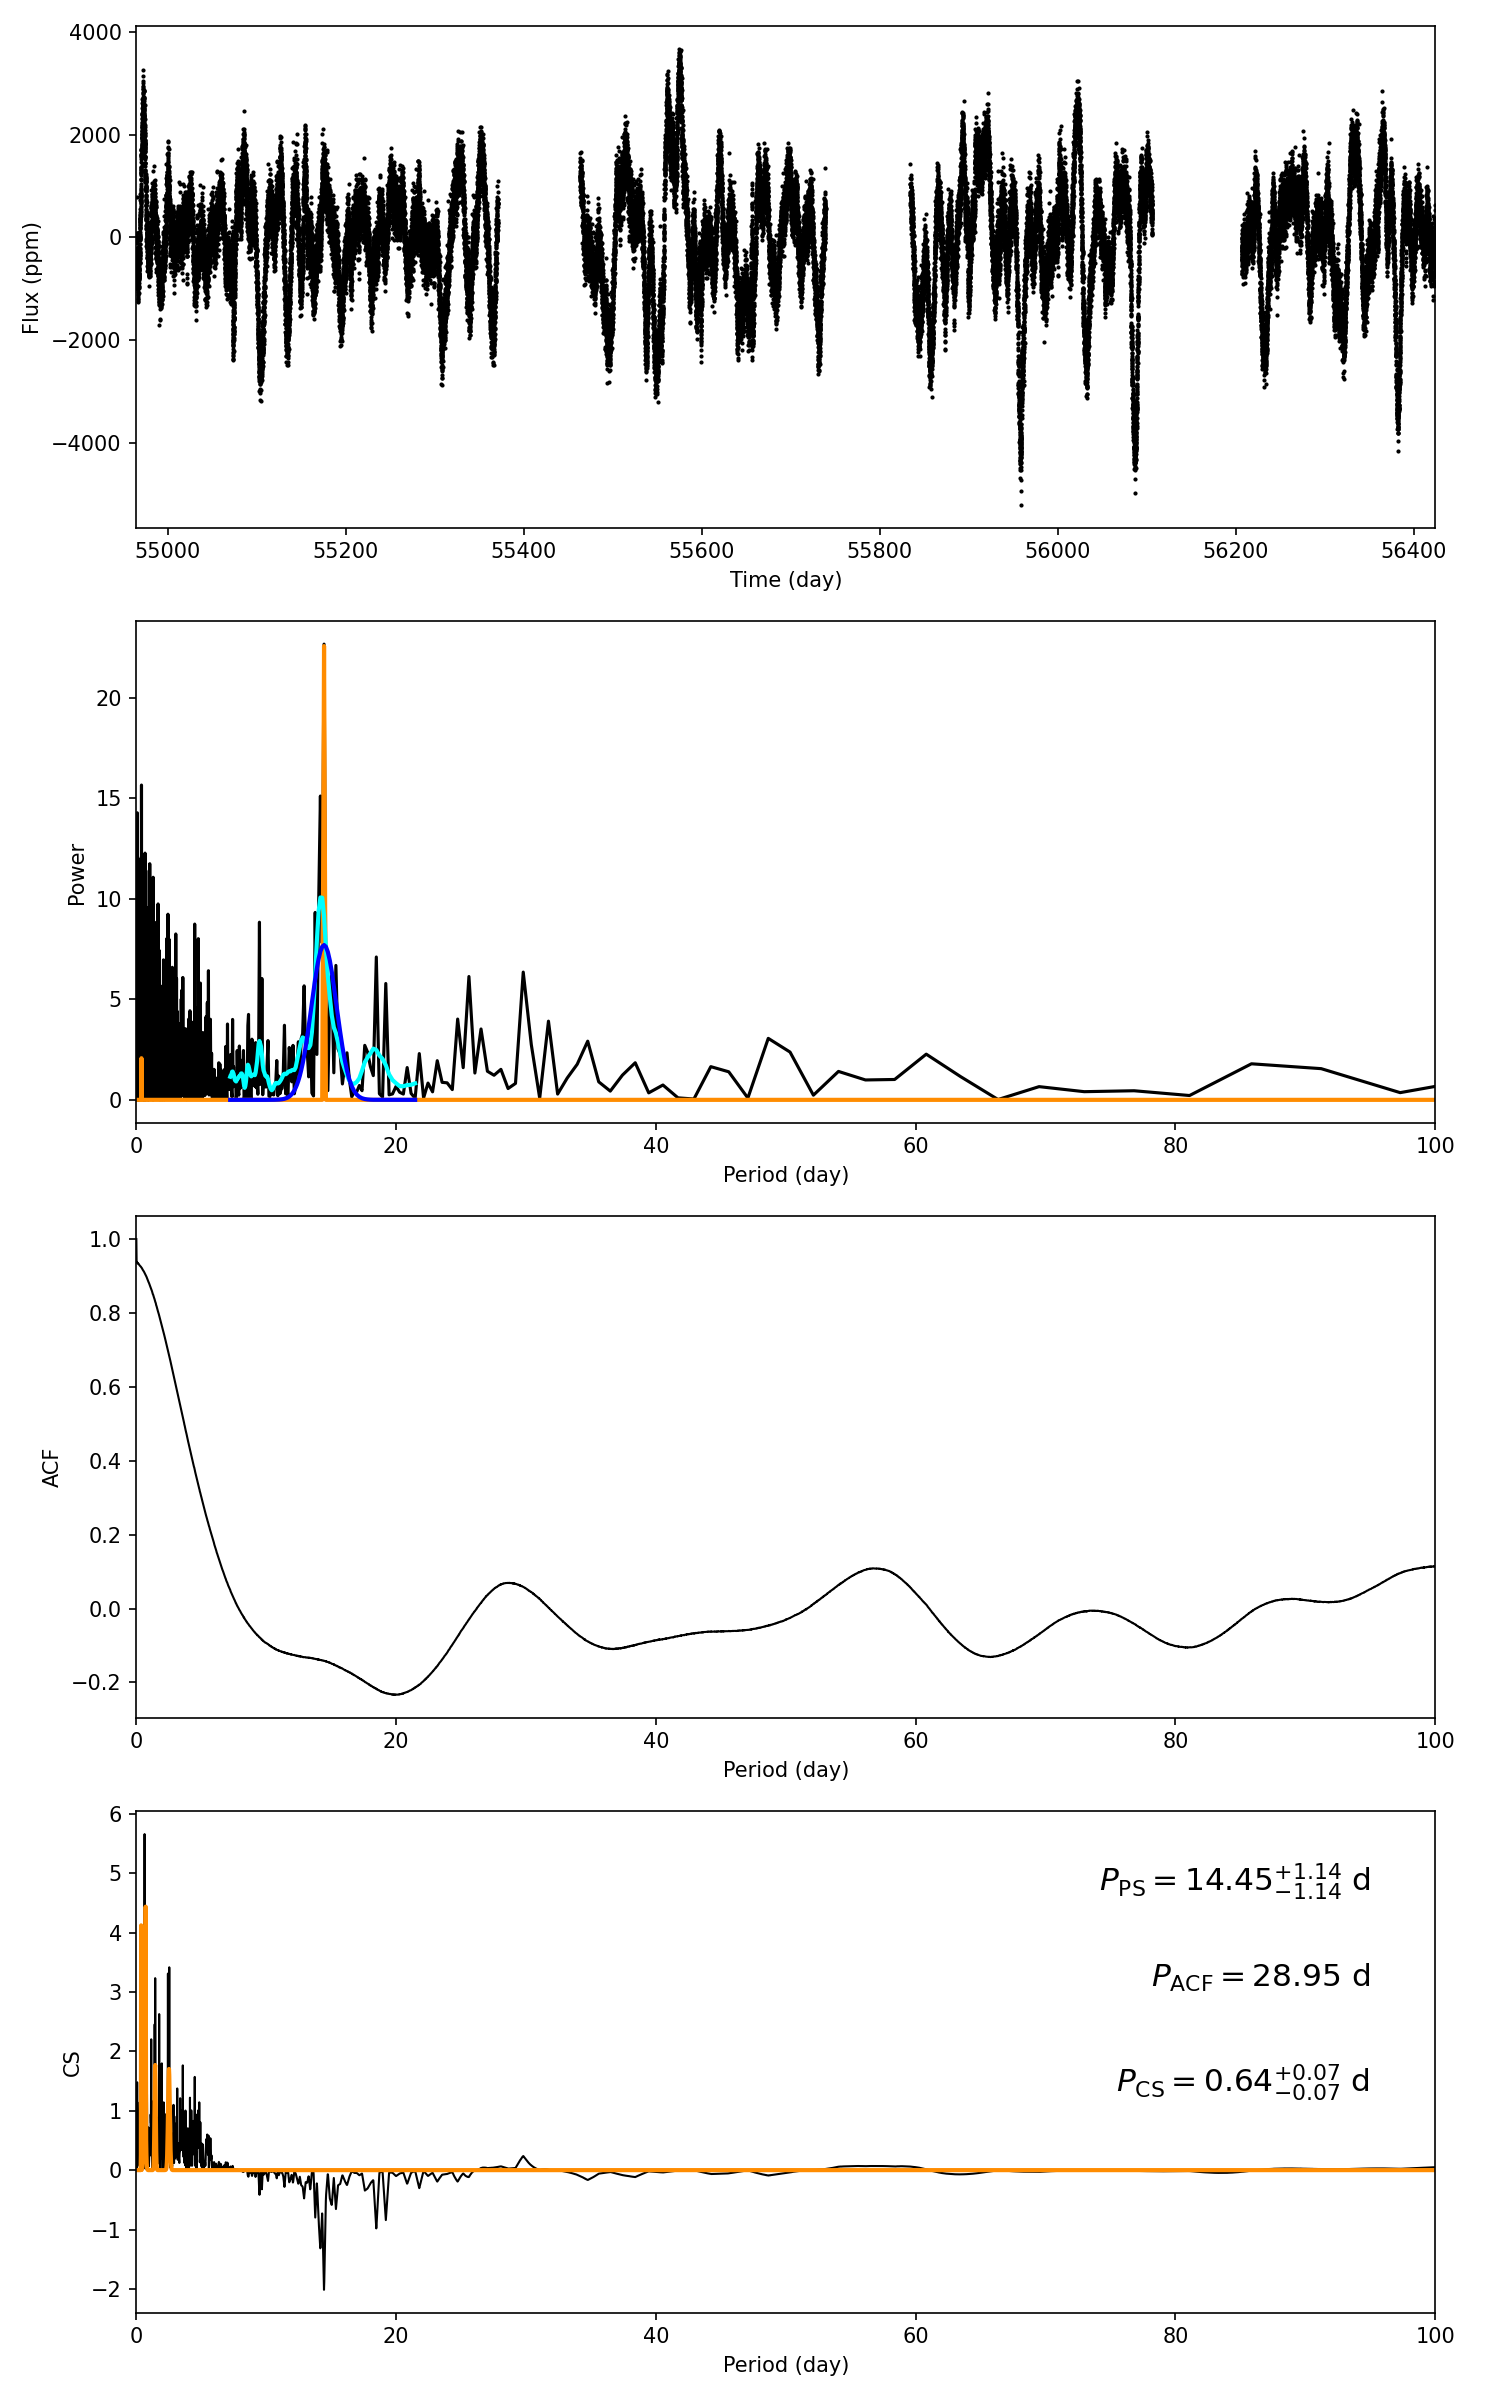 4000
2000
0
−2000
−4000
Flux (ppm)
55000 55200 55400 55600 55800 56000 56200 56400
Time (day)
20
15
10
5
0
Power
0 20 40 60 80 100
Period (day)
1.0
0.8
0.6
0.4
0.2
0.0
−0.2
ACF
0 20 40 60 80 100
Period (day)
6
5
4
3
2
1
0
−1
−2
CS
P_PS = 14.45^{+1.14}_{−1.14} d
P_ACF = 28.95 d
P_CS = 0.64^{+0.07}_{−0.07} d
0 20 40 60 80 100
Period (day)